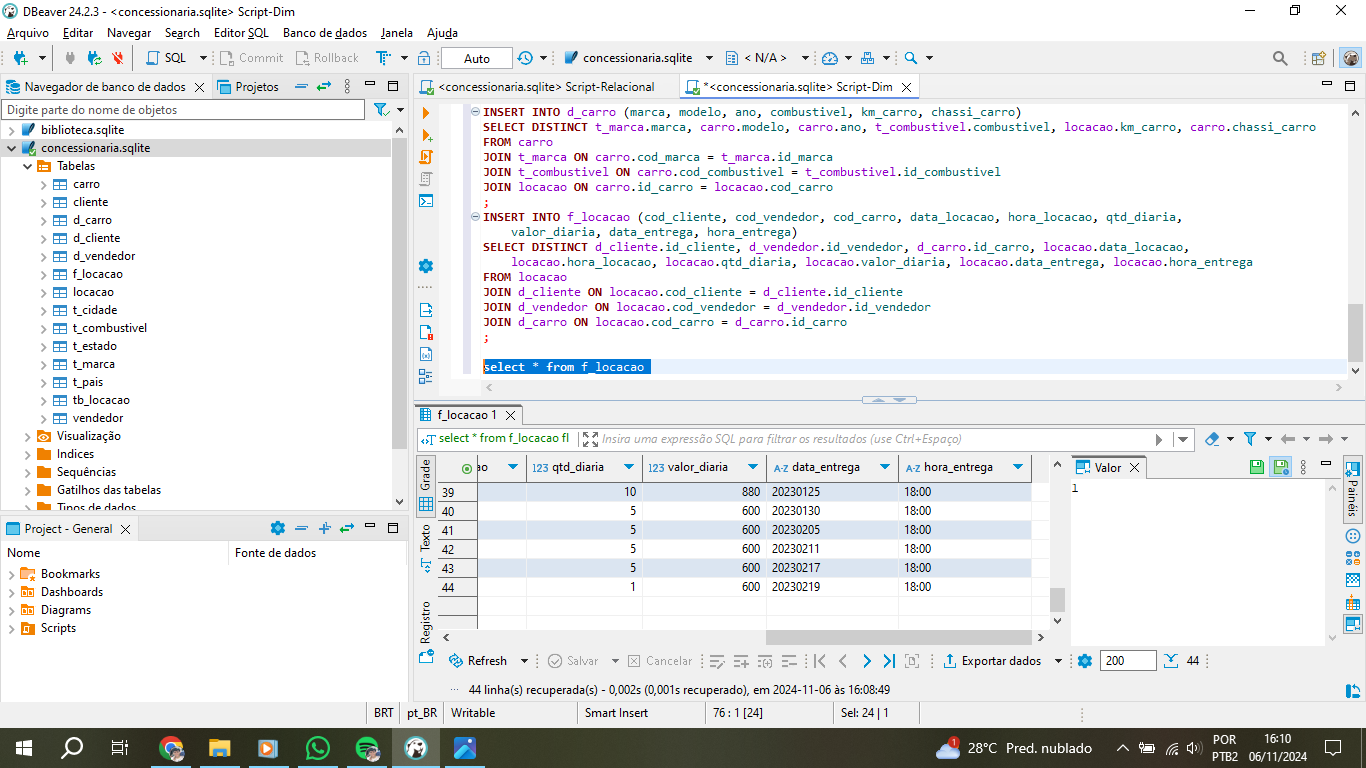 DBeaver 24.2.3 - <concessionaria.sqlite> Script-Dim
Arquivo Editar Navegar Search Editor SQL Banco de dados Janela Ajuda
SQL Commit Rollback Auto concessionaria.sqlite < N/A >
Navegador de banco de dados Projetos
Digite parte do nome de objetos
biblioteca.sqlite
concessionaria.sqlite
Tabelas
carro
cliente
d_carro
d_cliente
d_vendedor
f_locacao
locacao
t_cidade
t_combustivel
t_estado
t_marca
t_pais
tb_locacao
vendedor
Visualização
Indices
Sequências
Gatilhos das tabelas
Tipos de dados
Project - General
Nome Fonte de dados
Bookmarks
Dashboards
Diagrams
Scripts
<concessionaria.sqlite> Script-Relacional *<concessionaria.sqlite> Script-Dim
INSERT INTO d_carro (marca, modelo, ano, combustivel, km_carro, chassi_carro)
SELECT DISTINCT t_marca.marca, carro.modelo, carro.ano, t_combustivel.combustivel, locacao.km_carro, carro.chassi_carro
FROM carro
JOIN t_marca ON carro.cod_marca = t_marca.id_marca
JOIN t_combustivel ON carro.cod_combustivel = t_combustivel.id_combustivel
JOIN locacao ON carro.id_carro = locacao.cod_carro
;
INSERT INTO f_locacao (cod_cliente, cod_vendedor, cod_carro, data_locacao, hora_locacao, qtd_diaria,
valor_diaria, data_entrega, hora_entrega)
SELECT DISTINCT d_cliente.id_cliente, d_vendedor.id_vendedor, d_carro.id_carro, locacao.data_locacao,
locacao.hora_locacao, locacao.qtd_diaria, locacao.valor_diaria, locacao.data_entrega, locacao.hora_entrega
FROM locacao
JOIN d_cliente ON locacao.cod_cliente = d_cliente.id_cliente
JOIN d_vendedor ON locacao.cod_vendedor = d_vendedor.id_vendedor
JOIN d_carro ON locacao.cod_carro = d_carro.id_carro
;
select * from f_locacao
f_locacao 1
select * from f_locacao fl Insira uma expressão SQL para filtrar os resultados (use Ctrl+Espaço)
Grade
Texto
Registro
ao 123 qtd_diaria 123 valor_diaria A-Z data_entrega A-Z hora_entrega
39 10 880 20230125 18:00
40 5 600 20230130 18:00
41 5 600 20230205 18:00
42 5 600 20230211 18:00
43 5 600 20230217 18:00
44 1 600 20230219 18:00
Valor
1
Painéis
Refresh Salvar Cancelar Exportar dados 200 44
44 linha(s) recuperada(s) - 0,002s (0,001s recuperado), em 2024-11-06 às 16:08:49
BRT pt_BR Writable Smart Insert 76 : 1 [24] Sel: 24 | 1
1 28°C Pred. nublado POR PTB2 16:10 06/11/2024